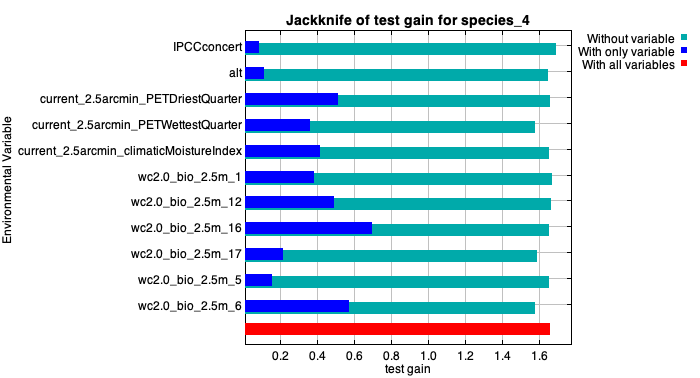 Jackknife of test gain for species_4
Without variable
With only variable
With all variables
Environmental Variable
IPCCconcert
alt
current_2.5arcmin_PETDriestQuarter
current_2.5arcmin_PETWettestQuarter
current_2.5arcmin_climaticMoistureIndex
wc2.0_bio_2.5m_1
wc2.0_bio_2.5m_12
wc2.0_bio_2.5m_16
wc2.0_bio_2.5m_17
wc2.0_bio_2.5m_5
wc2.0_bio_2.5m_6
0.2 0.4 0.6 0.8 1.0 1.2 1.4 1.6
test gain